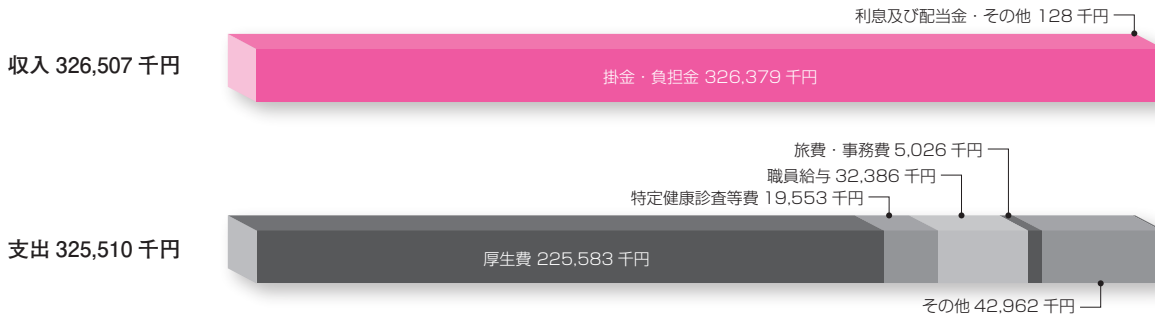 利息及び配当金・その他 128 千円
収入 326,507 千円
掛金・負担金 326,379 千円
旅費・事務費 5,026 千円
職員給与 32,386 千円
特定健康診査等費 19,553 千円
支出 325,510 千円
厚生費 225,583 千円
その他 42,962 千円